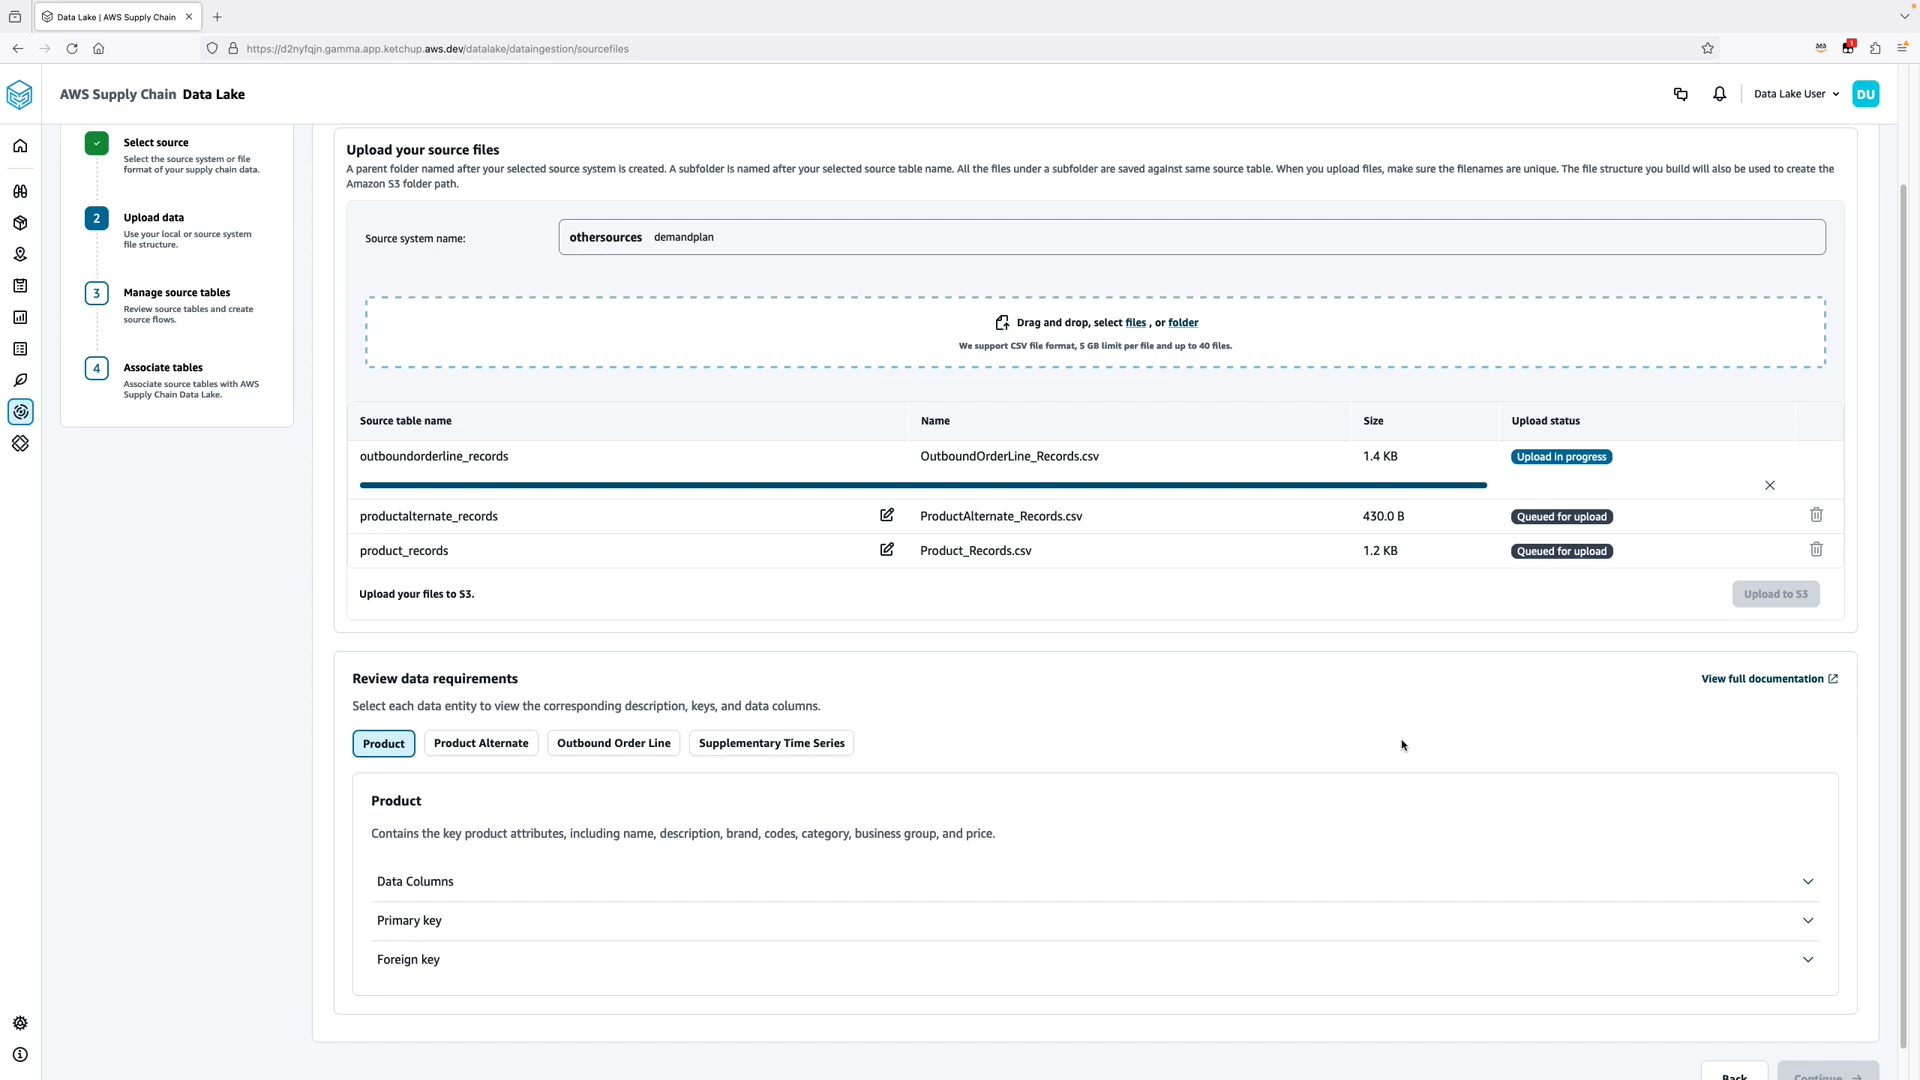 Data Lake | AWS Supply Chain
https://d2nyfqjn.gamma.app.ketchup.aws.dev/datalake/dataingestion/sourcefiles
1
AWS Supply Chain Data Lake
Data Lake User
DU
Select source
Select the source system or file
format of your supply chain data.
2
Upload data
Use your local or source system
file structure.
3
Manage source tables
Review source tables and create
source flows.
4
Associate tables
Associate source tables with AWS
Supply Chain Data Lake.
Upload your source files
A parent folder named after your selected source system is created. A subfolder is named after your selected source table name. All the files under a subfolder are saved against same source table. When you upload files, make sure the filenames are unique. The file structure you build will also be used to create the
Amazon S3 folder path.
Source system name:
othersources demandplan
Drag and drop, select files , or folder
We support CSV file format, 5 GB limit per file and up to 40 files.
Source table name Name Size Upload status
outboundorderline_records OutboundOrderLine_Records.csv 1.4 KB Upload in progress
productalternate_records ProductAlternate_Records.csv 430.0 B Queued for upload
product_records Product_Records.csv 1.2 KB Queued for upload
Upload your files to S3. Upload to S3
Review data requirements
View full documentation
Select each data entity to view the corresponding description, keys, and data columns.
Product Product Alternate Outbound Order Line Supplementary Time Series
Product
Contains the key product attributes, including name, description, brand, codes, category, business group, and price.
Data Columns
Primary key
Foreign key
Back Continue